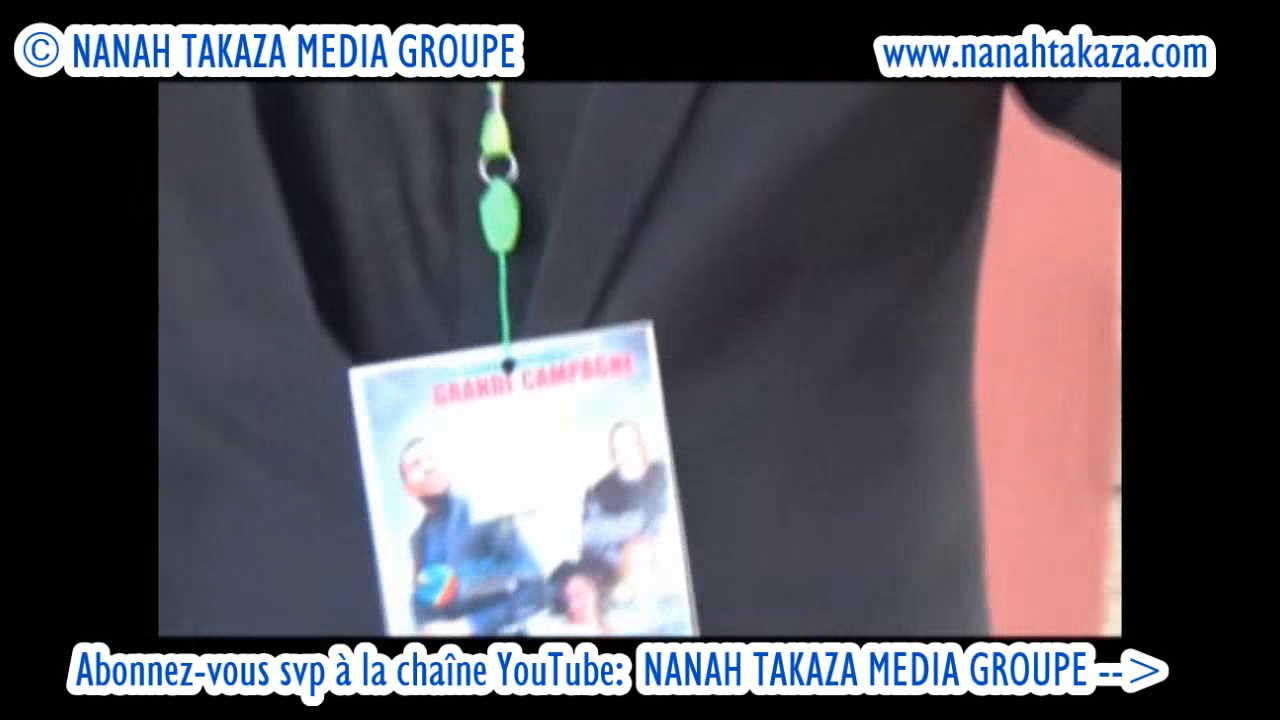 © NANAH TAKAZA MEDIA GROUPE
www.nanahtakaza.com
GRANDE CAMPAGNE
Abonnez-vous svp à la chaîne YouTube: NANAH TAKAZA MEDIA GROUPE -->